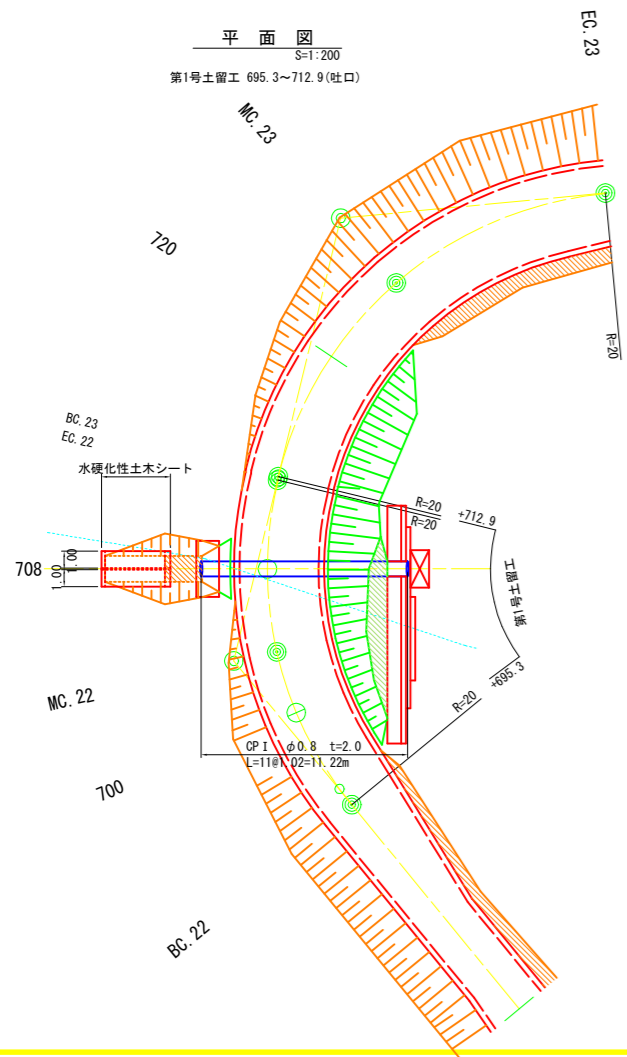 平 面 図
S=1:200
第1号土留工 695.3～712.9(吐口)
EC. 23
MC. 23
720
R=20
BC. 23
EC. 22
水硬化性土木シート
R=20
R=20
+712.9
708
1.00
1.00
第1号土留工
+695.3
R=20
MC. 22
CPⅠ φ0.8 t=2.0
L=11@1.02=11.22m
700
BC. 22